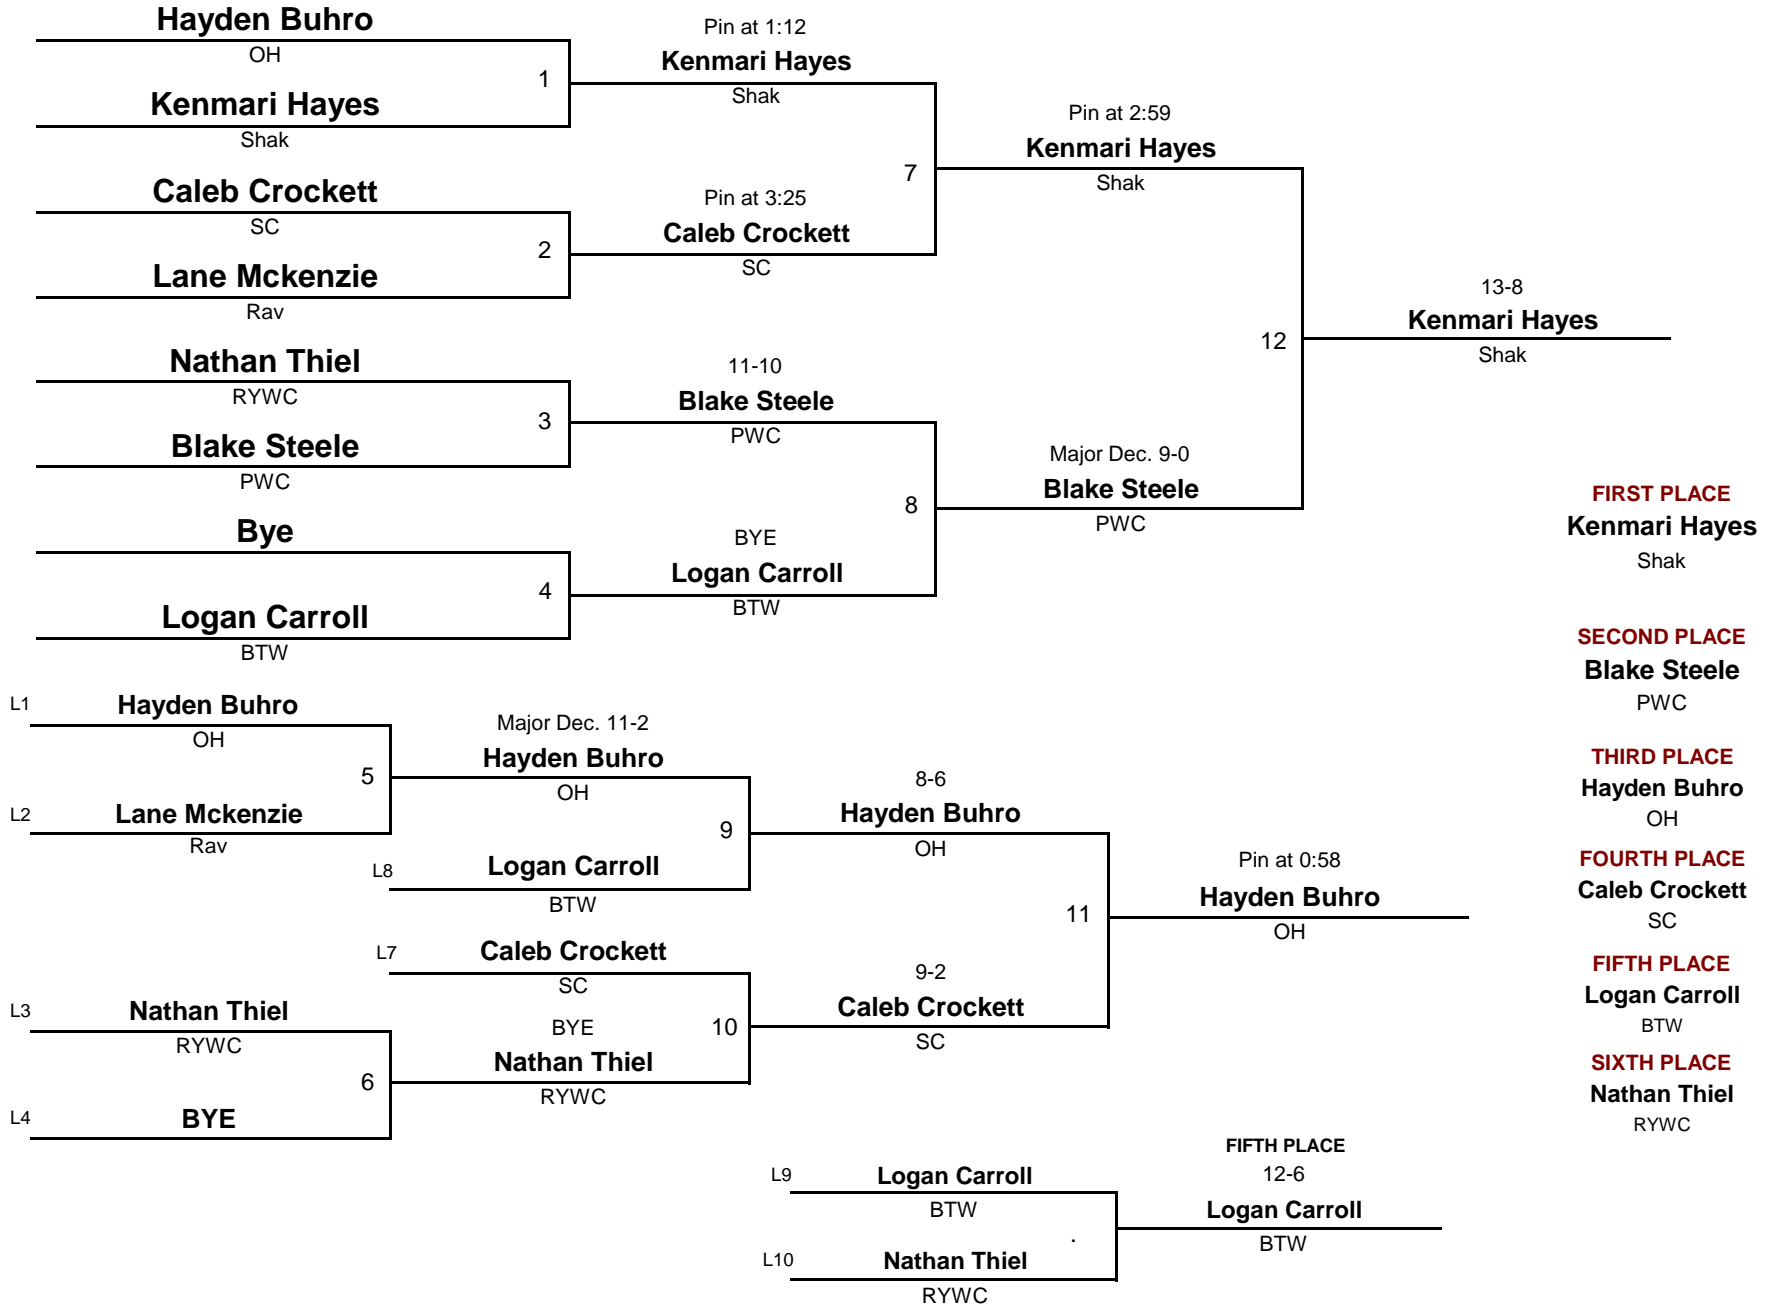 Hayden Buhro
OH
1
Kenmari Hayes
Shak
Caleb Crockett
SC
2
Lane Mckenzie
Rav
Nathan Thiel
RYWC
3
Blake Steele
PWC
Bye
4
Logan Carroll
BTW
Pin at 1:12
Kenmari Hayes
Shak
7
Pin at 3:25
Caleb Crockett
SC
11-10
Blake Steele
PWC
8
BYE
Logan Carroll
BTW
Pin at 2:59
Kenmari Hayes
Shak
12
Major Dec. 9-0
Blake Steele
PWC
13-8
Kenmari Hayes
Shak
FIRST PLACE
Kenmari Hayes
Shak
SECOND PLACE
Blake Steele
PWC
THIRD PLACE
Hayden Buhro
OH
FOURTH PLACE
Caleb Crockett
SC
FIFTH PLACE
Logan Carroll
BTW
SIXTH PLACE
Nathan Thiel
RYWC
L1 Hayden Buhro
OH
5
L2 Lane Mckenzie
Rav
L3 Nathan Thiel
RYWC
6
L4 BYE
Major Dec. 11-2
Hayden Buhro
OH
9
L8 Logan Carroll
BTW
L7 Caleb Crockett
SC
BYE
10
Nathan Thiel
RYWC
8-6
Hayden Buhro
OH
11
9-2
Caleb Crockett
SC
Pin at 0:58
Hayden Buhro
OH
L9 Logan Carroll
BTW
.
L10 Nathan Thiel
RYWC
FIFTH PLACE
12-6
Logan Carroll
BTW